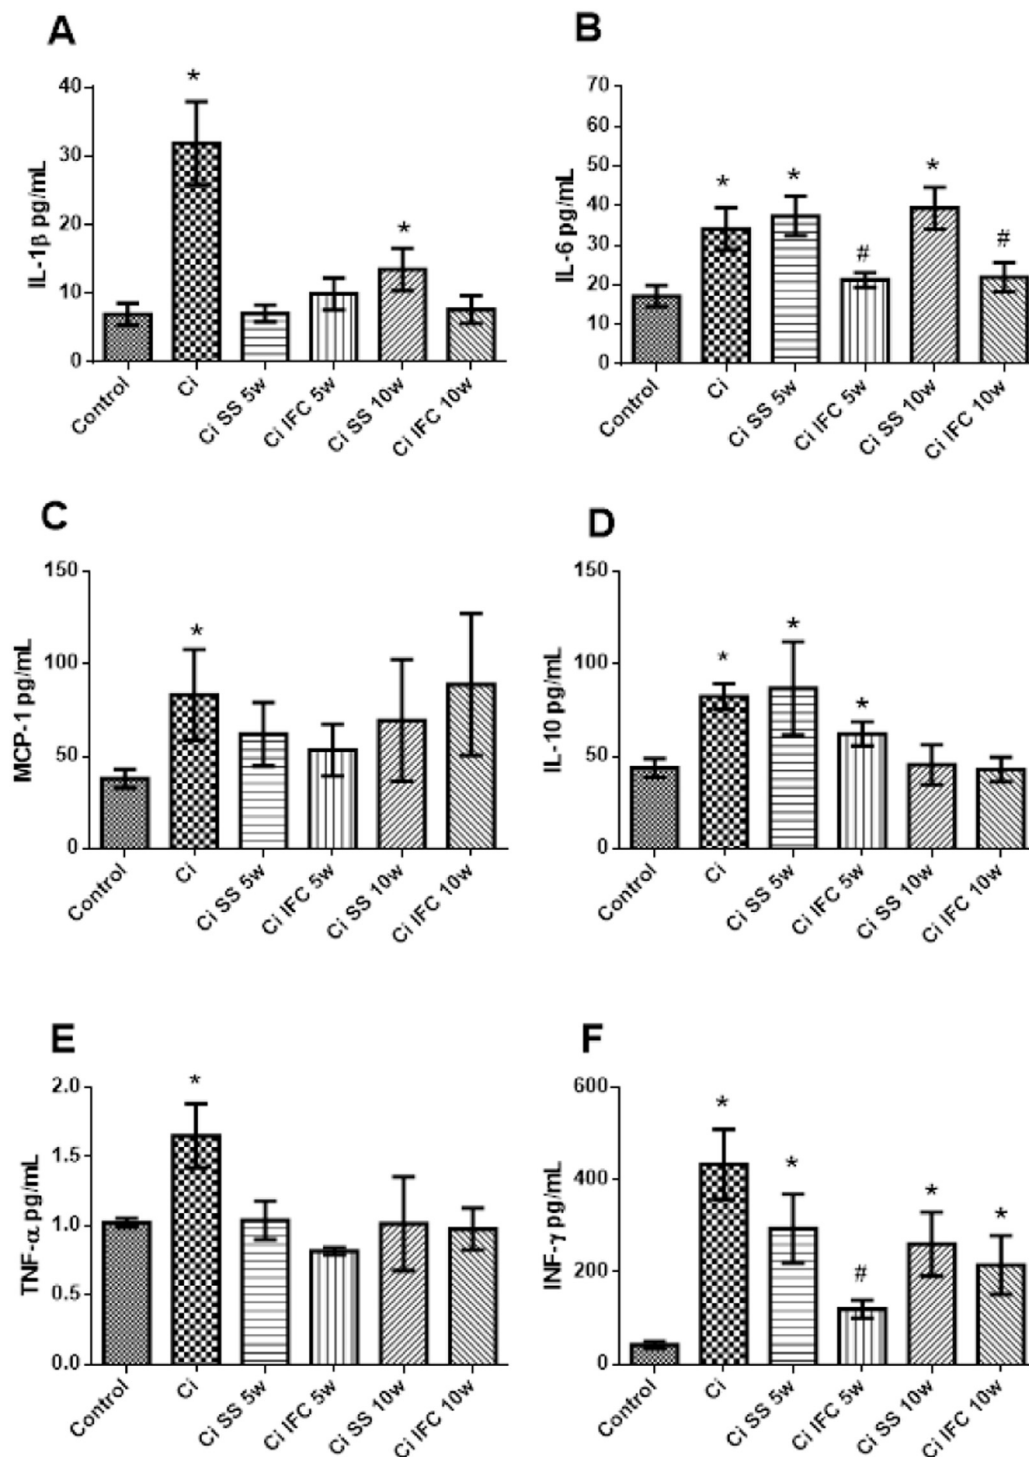 A
IL-1β pg/mL
40
30
20
10
0
*
*
Control
Ci
Ci SS 5w
Ci IFC 5w
Ci SS 10w
Ci IFC 10w
B
IL-6 pg/mL
70
60
50
40
30
20
10
0
*
*
#
*
#
Control
Ci
Ci SS 5w
Ci IFC 5w
Ci SS 10w
Ci IFC 10w
C
MCP-1 pg/mL
150
100
50
0
*
Control
Ci
Ci SS 5w
Ci IFC 5w
Ci SS 10w
Ci IFC 10w
D
IL-10 pg/mL
150
100
50
0
*
*
*
Control
Ci
Ci SS 5w
Ci IFC 5w
Ci SS 10w
Ci IFC 10w
E
TNF-α pg/mL
2.0
1.5
1.0
0.5
0.0
*
Control
Ci
Ci SS 5w
Ci IFC 5w
Ci SS 10w
Ci IFC 10w
F
INF-γ pg/mL
600
400
200
0
*
*
#
*
*
Control
Ci
Ci SS 5w
Ci IFC 5w
Ci SS 10w
Ci IFC 10w